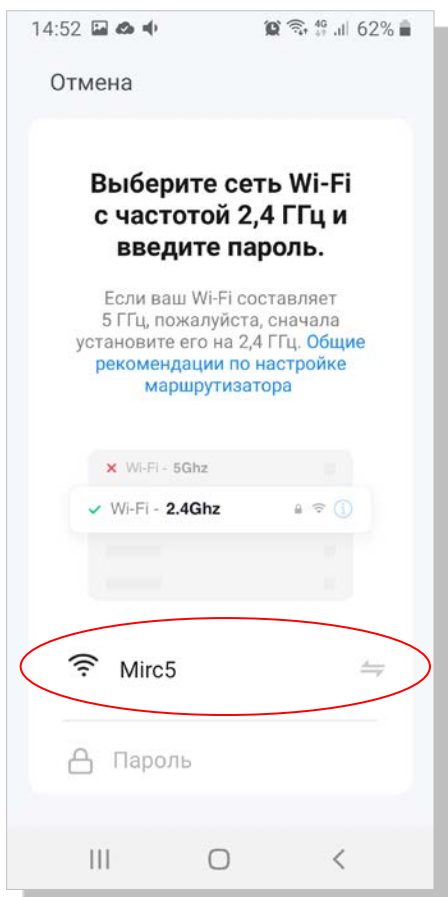 14:52 4G 62%
Отмена
Выберите сеть Wi-Fi
с частотой 2,4 ГГц и
введите пароль.
Если ваш Wi-Fi составляет
5 ГГц, пожалуйста, сначала
установите его на 2,4 ГГц. Общие
рекомендации по настройке
маршрутизатора
Wi-Fi - 5Ghz
Wi-Fi - 2.4Ghz
Mirc5
Пароль